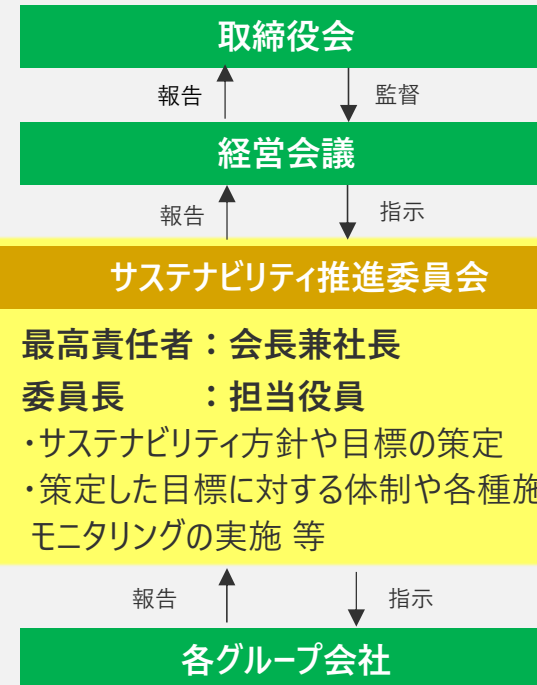 取締役会
報告 監督
経営会議
報告 指示
サステナビリティ推進委員会
最高責任者：会長兼社長
委員長　　：担当役員
・サステナビリティ方針や目標の策定
・策定した目標に対する体制や各種施
モニタリングの実施 等
報告 指示
各グループ会社